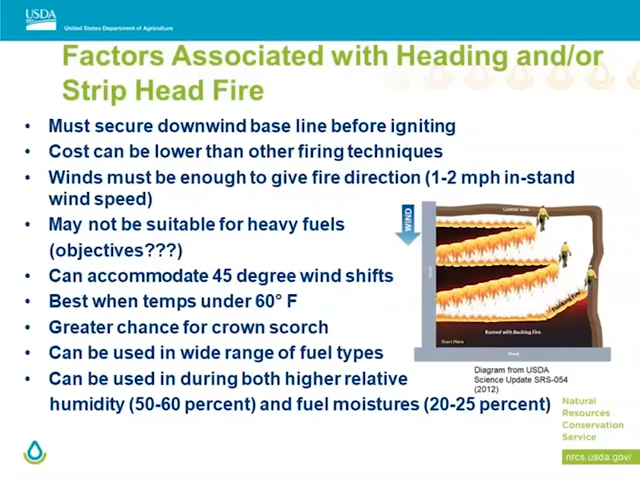 USDA
United States Department of Agriculture
Factors Associated with Heading and/or
Strip Head Fire
• Must secure downwind base line before igniting
• Cost can be lower than other firing techniques
• Winds must be enough to give fire direction (1-2 mph in-stand
wind speed)
• May not be suitable for heavy fuels
(objectives???)
• Can accommodate 45 degree wind shifts
• Best when temps under 60° F
• Greater chance for crown scorch
• Can be used in wide range of fuel types
• Can be used in during both higher relative
humidity (50-60 percent) and fuel moistures (20-25 percent)
WIND
Control Line
Road
Burned with Backing Fire
Starts Here
Road
Diagram from USDA
Science Update SRS-054
(2012)
Natural
Resources
Conservation
Service
nrcs.usda.gov/